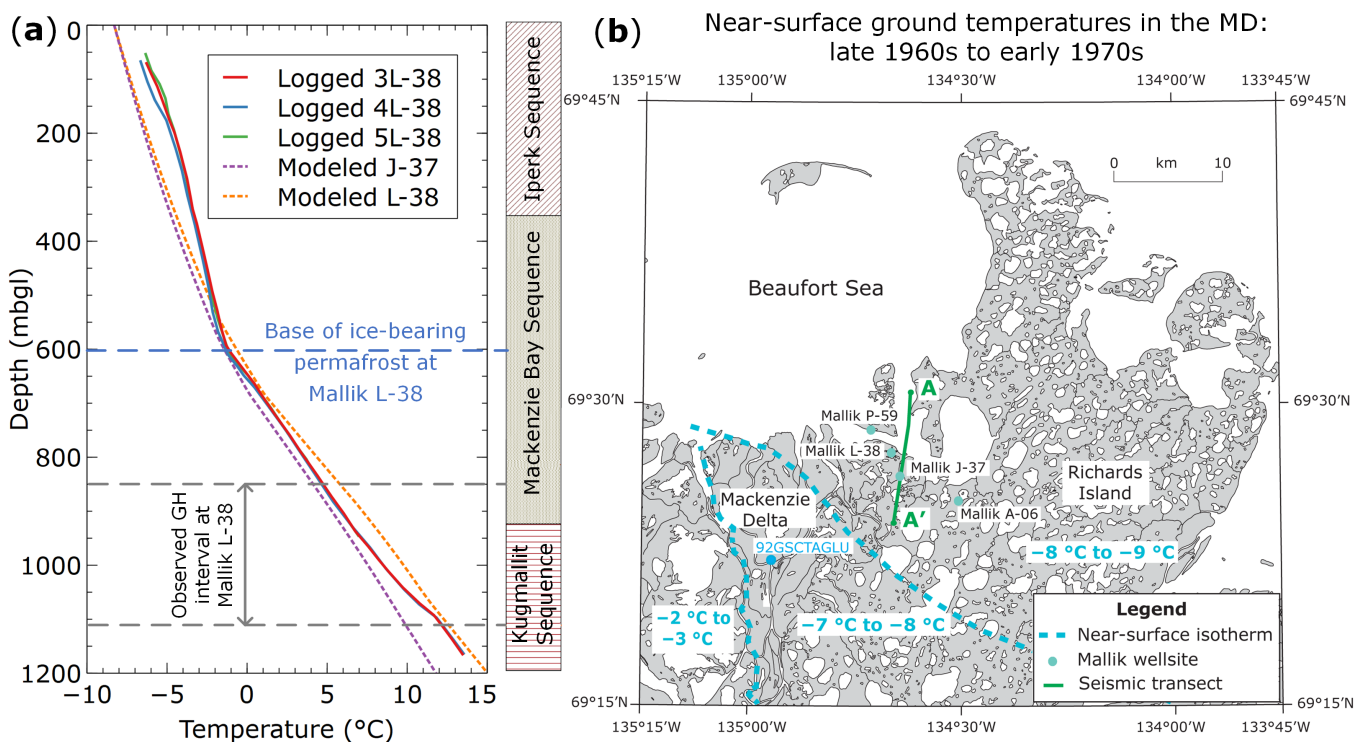 (a)
0
200
400
600
800
1000
1200
Depth (mbgl)
−10
−5
0
5
10
15
Temperature (°C)
Logged 3L-38
Logged 4L-38
Logged 5L-38
Modeled J-37
Modeled L-38
Base of ice-bearing
permafrost at
Mallik L-38
Observed GH
interval at
Mallik L-38
Iperk Sequence
Mackenzie Bay Sequence
Kugmallit
Sequence
(b)
Near-surface ground temperatures in the MD:
late 1960s to early 1970s
135°15′W
135°00′W
134°30′W
134°00′W
133°45′W
69°45′N
69°45′N
0 km 10
Beaufort Sea
69°30′N
69°30′N
A
Mallik P-59
Mallik L-38
Mallik J-37
Richards
Island
Mackenzie
Delta
Mallik A-06
A′
92GSCTAGLU
−8 °C to −9 °C
−2 °C to
−3 °C
−7 °C to −8 °C
Legend
Near-surface isotherm
Mallik wellsite
Seismic transect
69°15′N
69°15′N
135°15′W
135°00′W
134°30′W
134°00′W
133°45′W